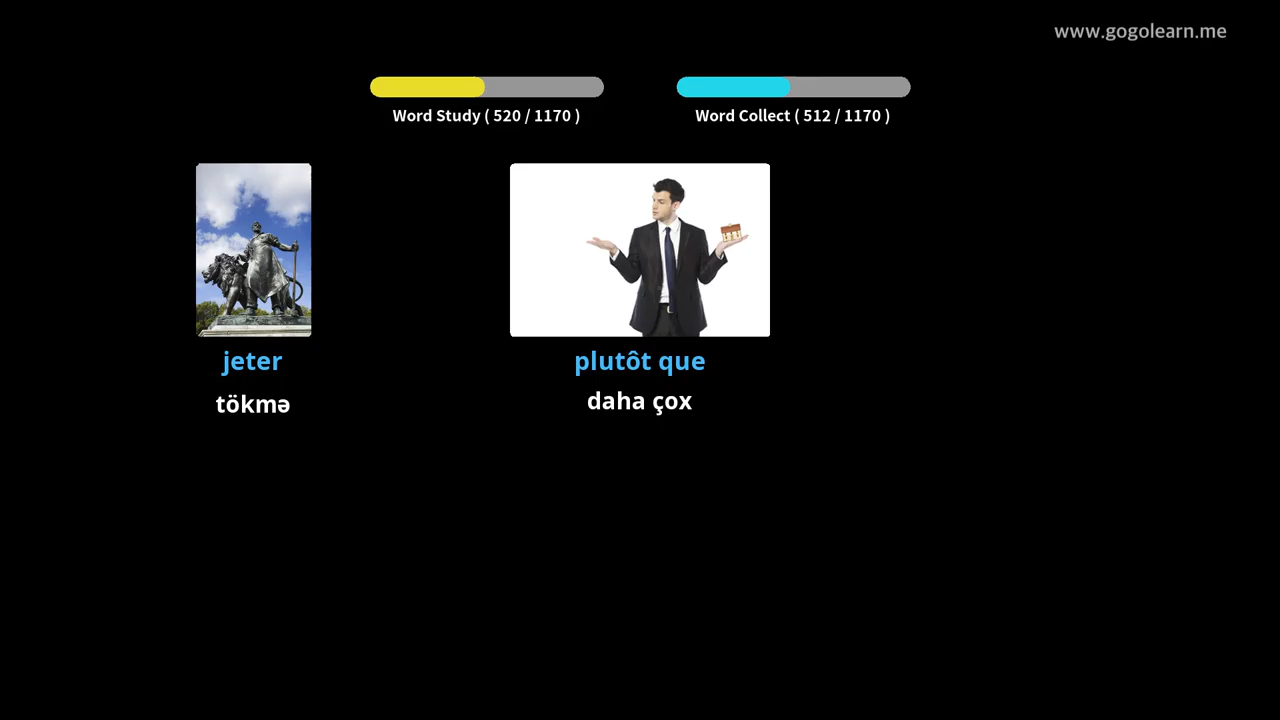 www.gogolearn.me
Word Study ( 520 / 1170 )
Word Collect ( 512 / 1170 )
jeter
tökmə
plutôt que
daha çox